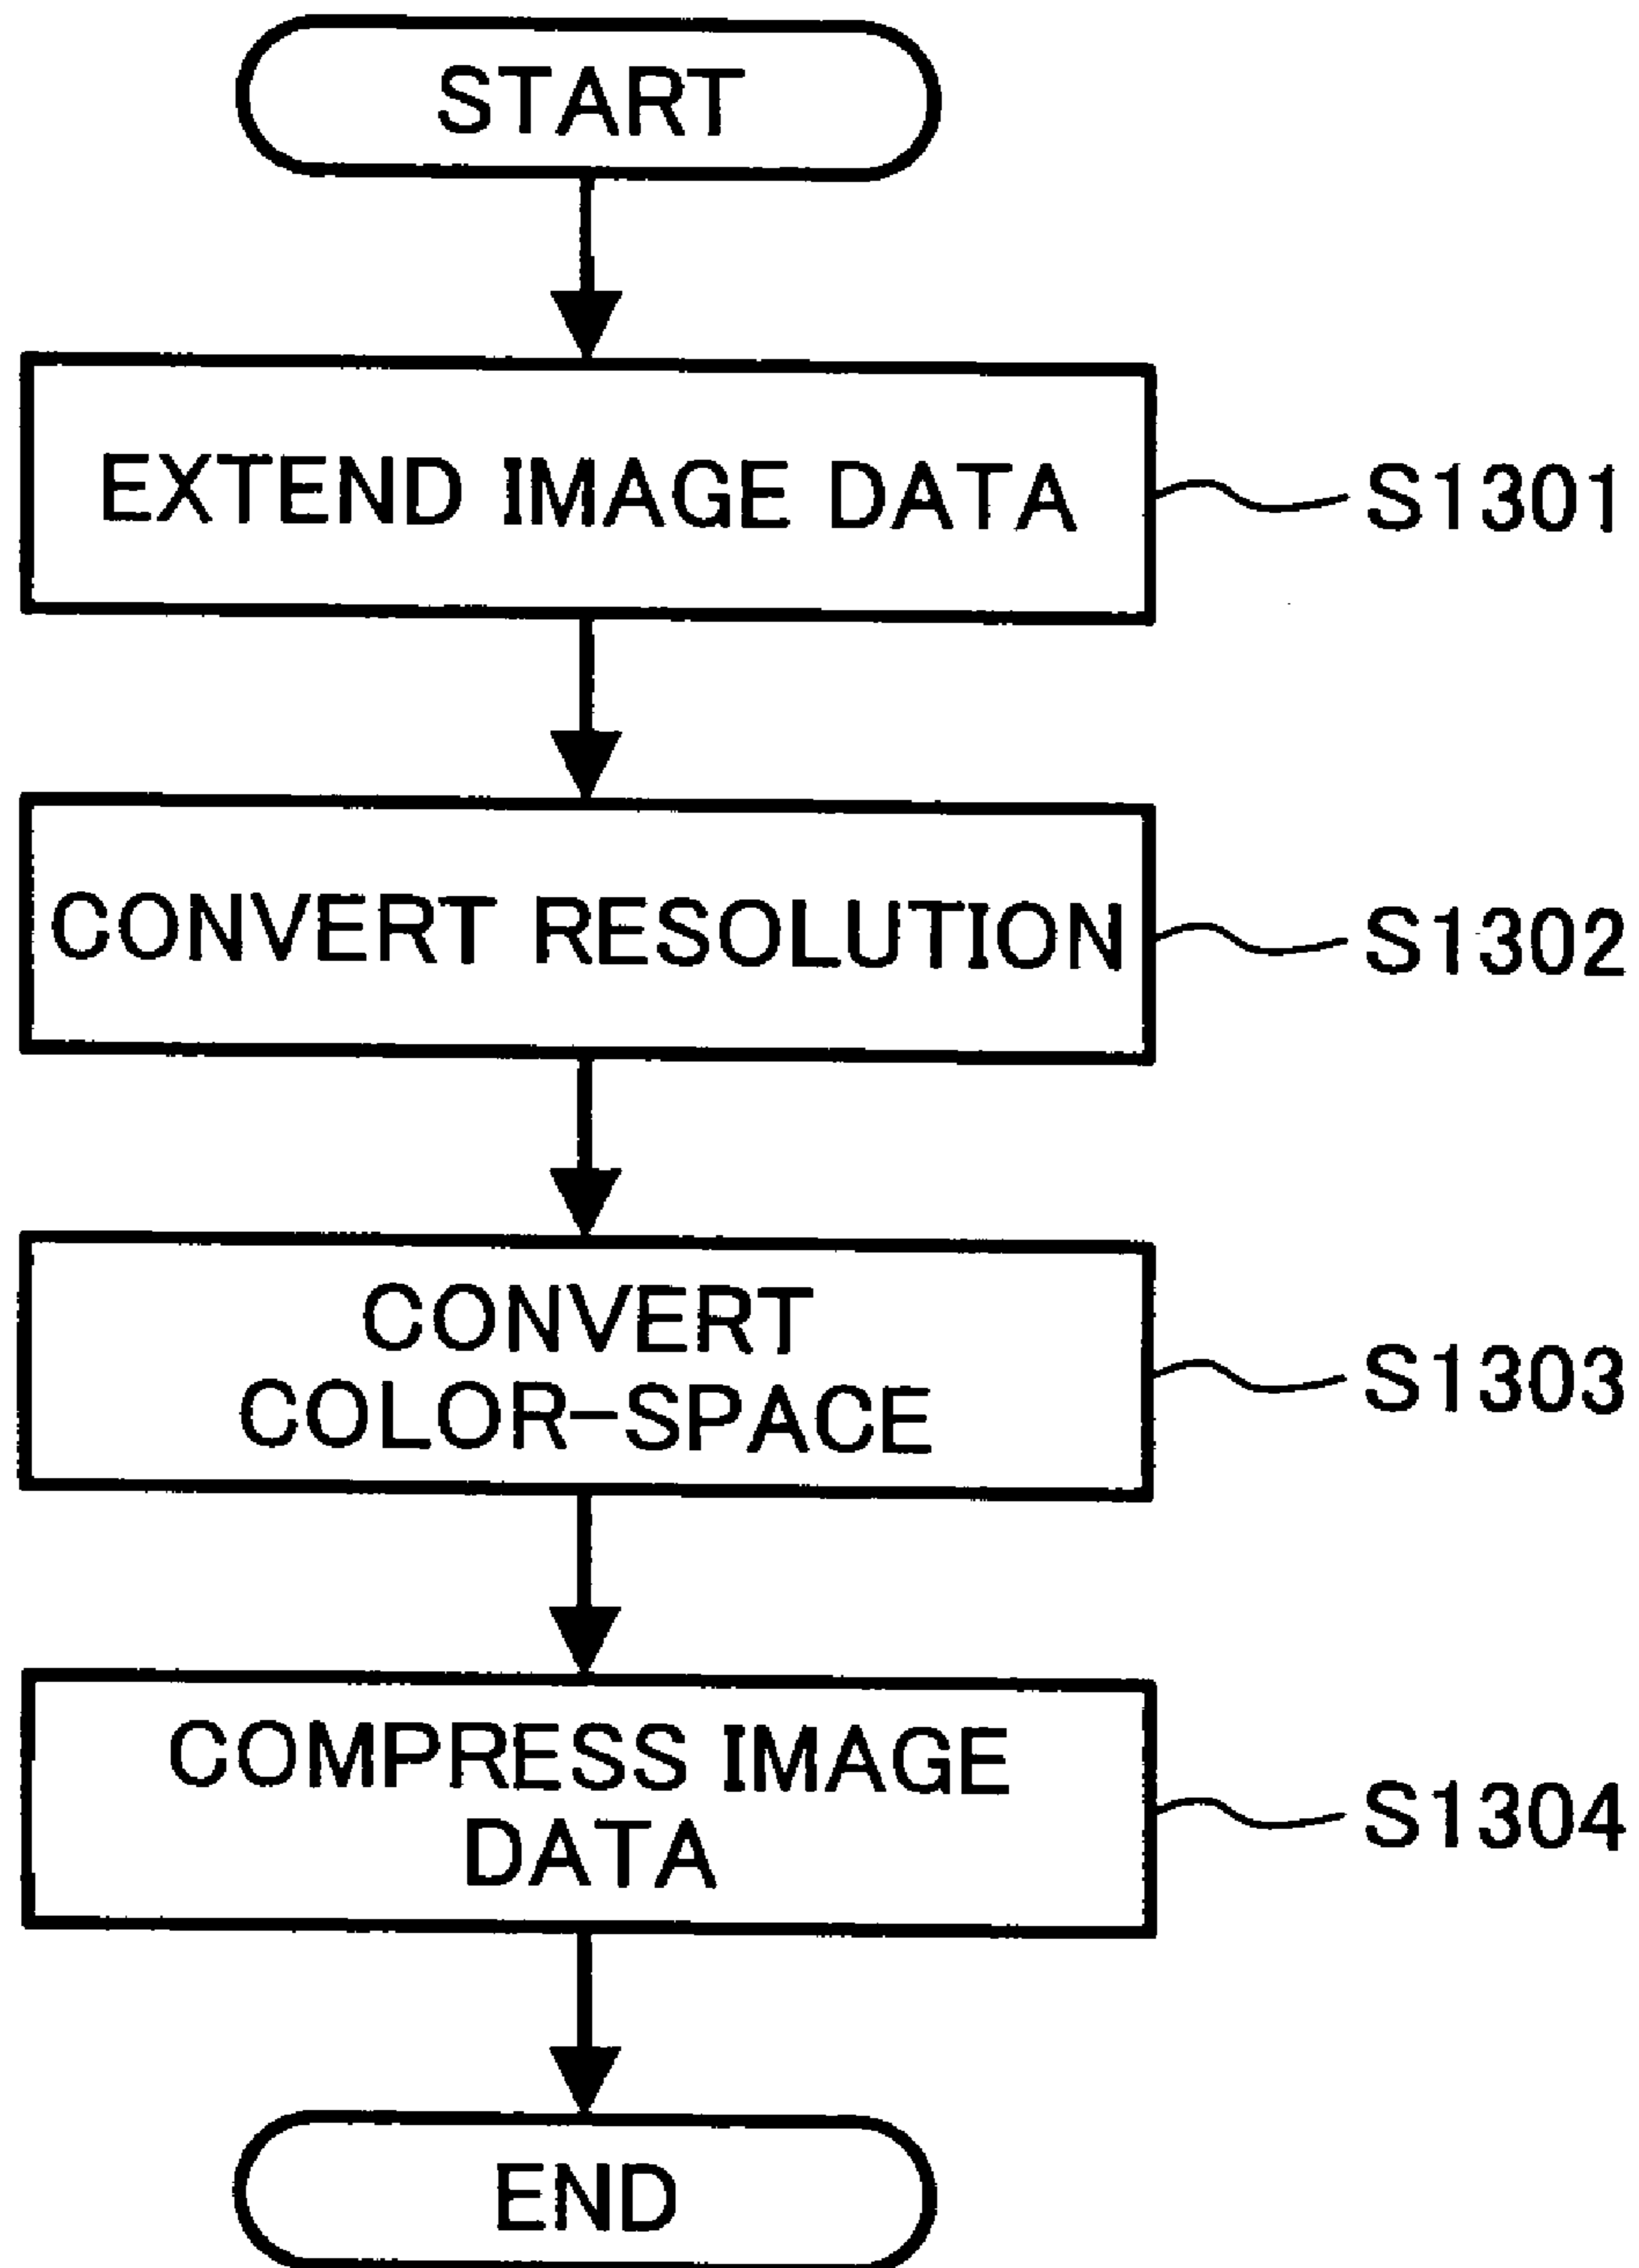 START
EXTEND IMAGE DATA
S1301
CONVERT RESOLUTION
S1302
CONVERT
COLOR-SPACE
S1303
COMPRESS IMAGE
DATA
S1304
END